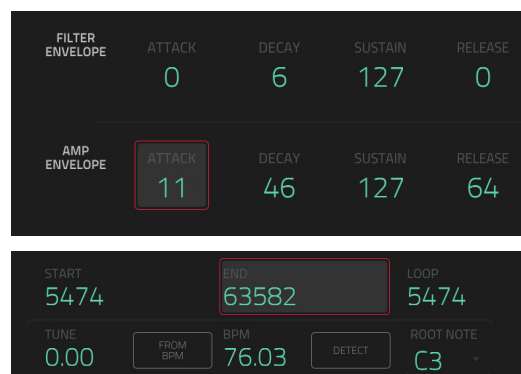 FILTER ENVELOPE ATTACK DECAY SUSTAIN RELEASE
0 6 127 0
AMP ENVELOPE ATTACK DECAY SUSTAIN RELEASE
11 46 127 64
START END LOOP
5474 63582 5474
TUNE BPM ROOT NOTE
0.00 FROM BPM 76.03 DETECT C3